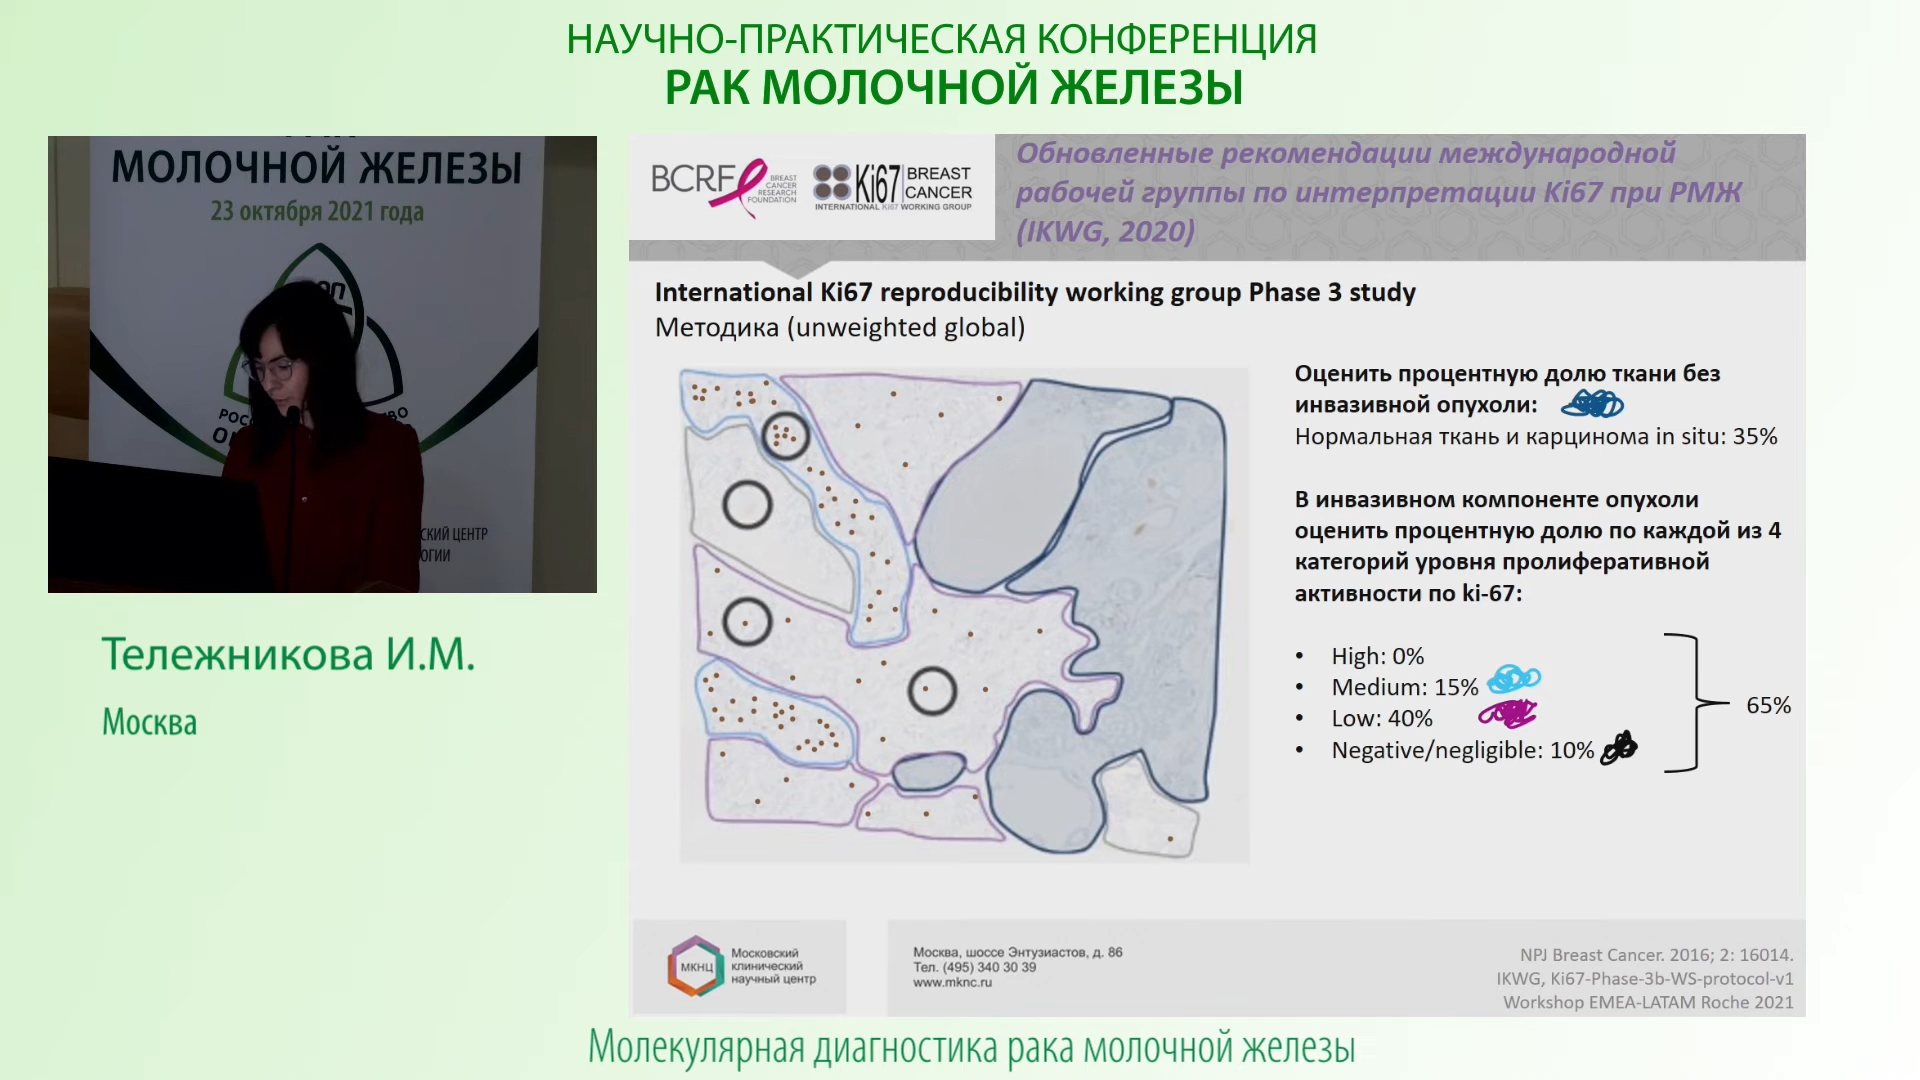 НАУЧНО-ПРАКТИЧЕСКАЯ КОНФЕРЕНЦИЯ
РАК МОЛОЧНОЙ ЖЕЛЕЗЫ
МОЛОЧНОЙ ЖЕЛЕЗЫ
23 октября 2021 года
СКИЙ ЦЕНТР
ОГИИ
Тележникова И.М.
Москва
BCRF
BREAST
CANCER
RESEARCH
FOUNDATION
Ki67
BREAST
CANCER
INTERNATIONAL Ki67 WORKING GROUP
Обновленные рекомендации международной
рабочей группы по интерпретации Ki67 при РМЖ
(IKWG, 2020)
International Ki67 reproducibility working group Phase 3 study
Методика (unweighted global)
Оценить процентную долю ткани без
инвазивной опухоли:
Нормальная ткань и карцинома in situ: 35%
В инвазивном компоненте опухоли
оценить процентную долю по каждой из 4
категорий уровня пролиферативной
активности по ki-67:
• High: 0%
• Medium: 15%
• Low: 40%
• Negative/negligible: 10%
65%
МКНЦ
Московский
клинический
научный центр
Москва, шоссе Энтузиастов, д. 86
Тел. (495) 340 30 39
www.mknc.ru
NPJ Breast Cancer. 2016; 2: 16014.
IKWG, Ki67-Phase-3b-WS-protocol-v1
Workshop EMEA-LATAM Roche 2021
Молекулярная диагностика рака молочной железы